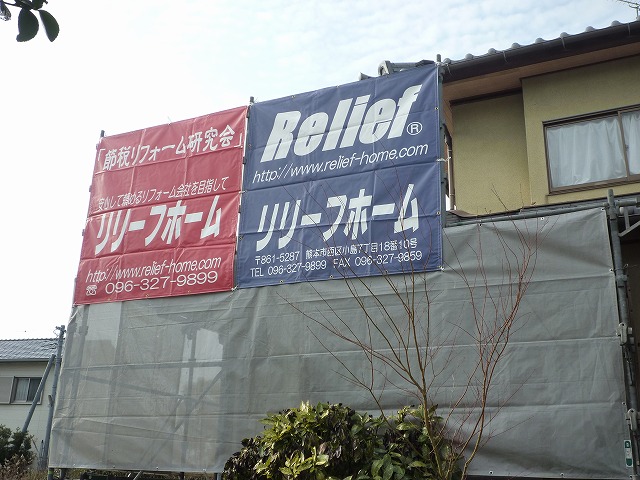 「節税リフォーム研究会」
安心して頼めるリフォーム会社を目指して
リリーフホーム
http://www.relief-home.com
☎ 096-327-9899
Relief®
http://www.relief-home.com
リリーフホーム
〒861-5287 熊本市西区小島7丁目18番10号
TEL 096-327-9899 FAX 096-327-9859